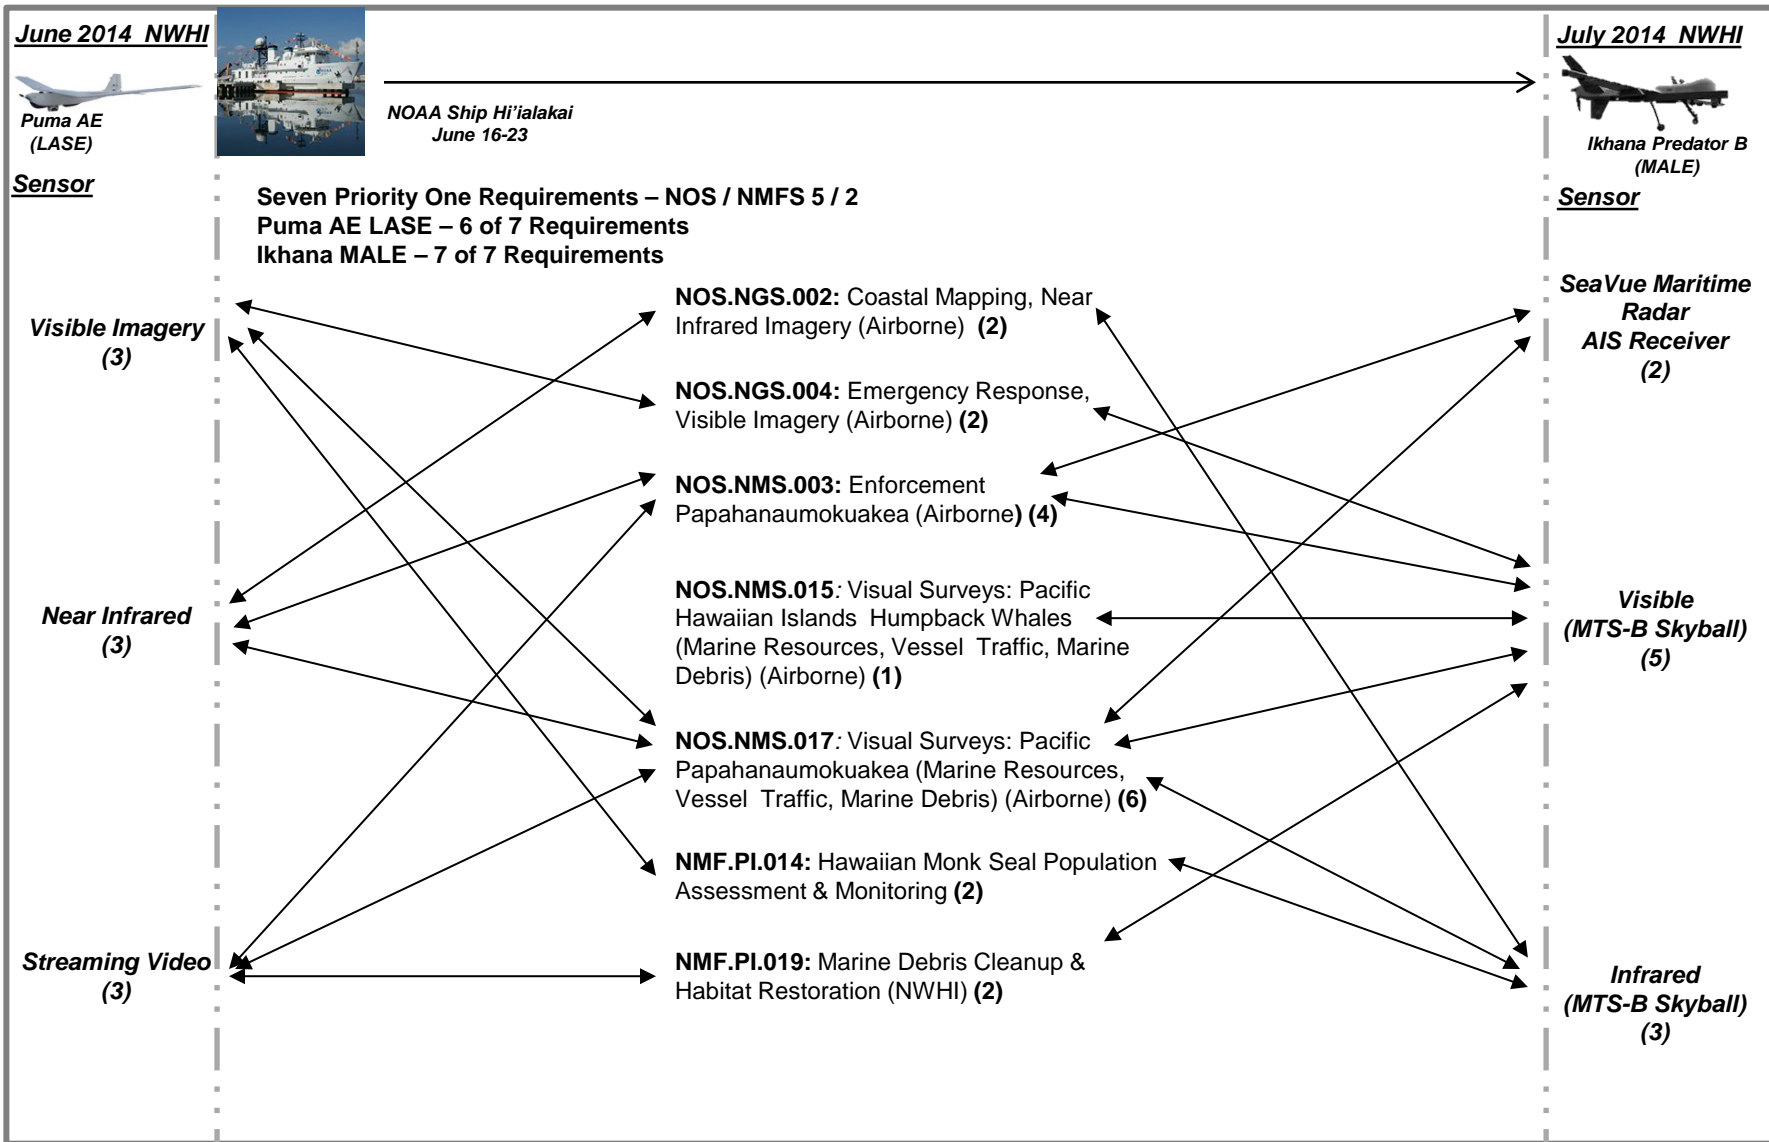 June 2014  NWHI
Puma AE
(LASE)
Sensor
NOAA Ship Hi’ialakai
June 16-23
July 2014  NWHI
Ikhana Predator B
(MALE)
Sensor
Seven Priority One Requirements – NOS / NMFS 5 / 2
Puma AE LASE – 6 of 7 Requirements
Ikhana MALE – 7 of 7 Requirements
Visible Imagery
(3)
Near Infrared
(3)
Streaming Video
(3)
NOS.NGS.002: Coastal Mapping, Near
Infrared Imagery (Airborne)  (2)
NOS.NGS.004: Emergency Response,
Visible Imagery (Airborne) (2)
NOS.NMS.003: Enforcement
Papahanaumokuakea (Airborne) (4)
NOS.NMS.015: Visual Surveys: Pacific
Hawaiian Islands  Humpback Whales
(Marine Resources, Vessel  Traffic, Marine
Debris) (Airborne) (1)
NOS.NMS.017: Visual Surveys: Pacific
Papahanaumokuakea (Marine Resources,
Vessel  Traffic, Marine Debris) (Airborne) (6)
NMF.PI.014: Hawaiian Monk Seal Population
Assessment & Monitoring (2)
NMF.PI.019: Marine Debris Cleanup &
Habitat Restoration (NWHI) (2)
SeaVue Maritime
Radar
AIS Receiver
(2)
Visible
(MTS-B Skyball)
(5)
Infrared
(MTS-B Skyball)
(3)